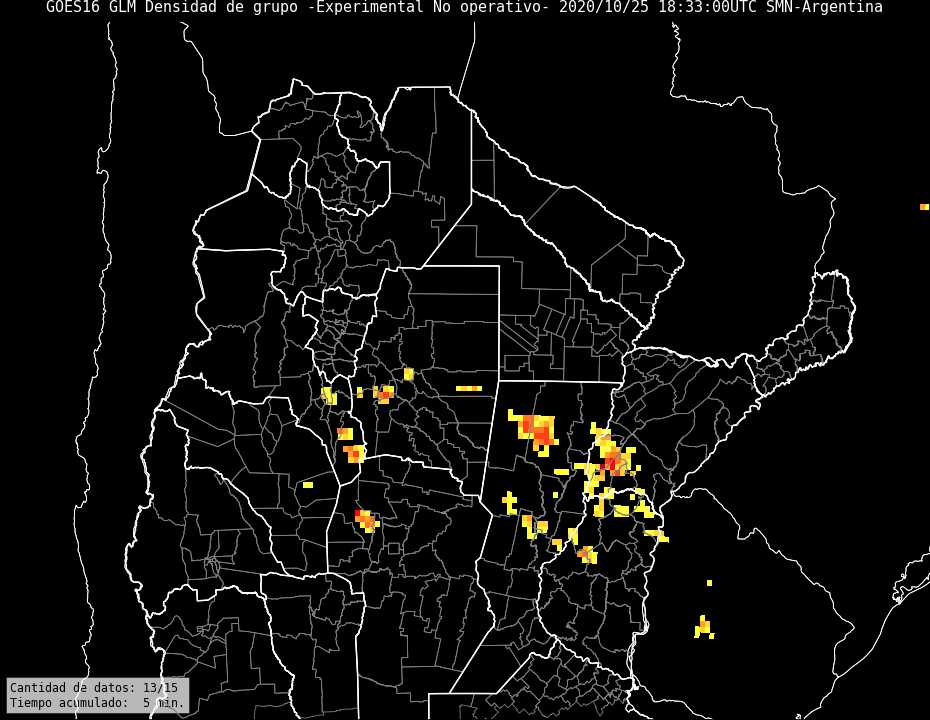 GOES16 GLM Densidad de grupo -Experimental No operativo- 2020/10/25 18:33:00UTC SMN-Argentina
Cantidad de datos: 13/15
Tiempo acumulado:  5 min.